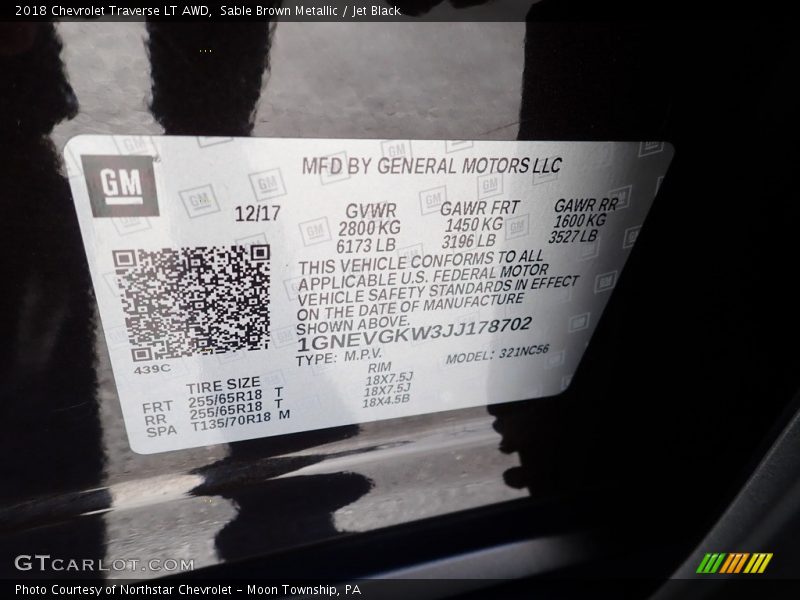 2018 Chevrolet Traverse LT AWD, Sable Brown Metallic / Jet Black
GM
MFD BY GENERAL MOTORS LLC
12/17
GVWR GAWR FRT GAWR RR
2800 KG 1450 KG 1600 KG
6173 LB 3196 LB 3527 LB
THIS VEHICLE CONFORMS TO ALL
APPLICABLE U.S. FEDERAL MOTOR
VEHICLE SAFETY STANDARDS IN EFFECT
ON THE DATE OF MANUFACTURE
SHOWN ABOVE.
1GNEVGKW3JJ178702
TYPE: M.P.V. MODEL: 321NC56
439C
TIRE SIZE RIM
FRT 255/65R18 T 18X7.5J
RR 255/65R18 T 18X7.5J
SPA T135/70R18 M 18X4.5B
GTCARLOT.COM
Photo Courtesy of Northstar Chevrolet - Moon Township, PA